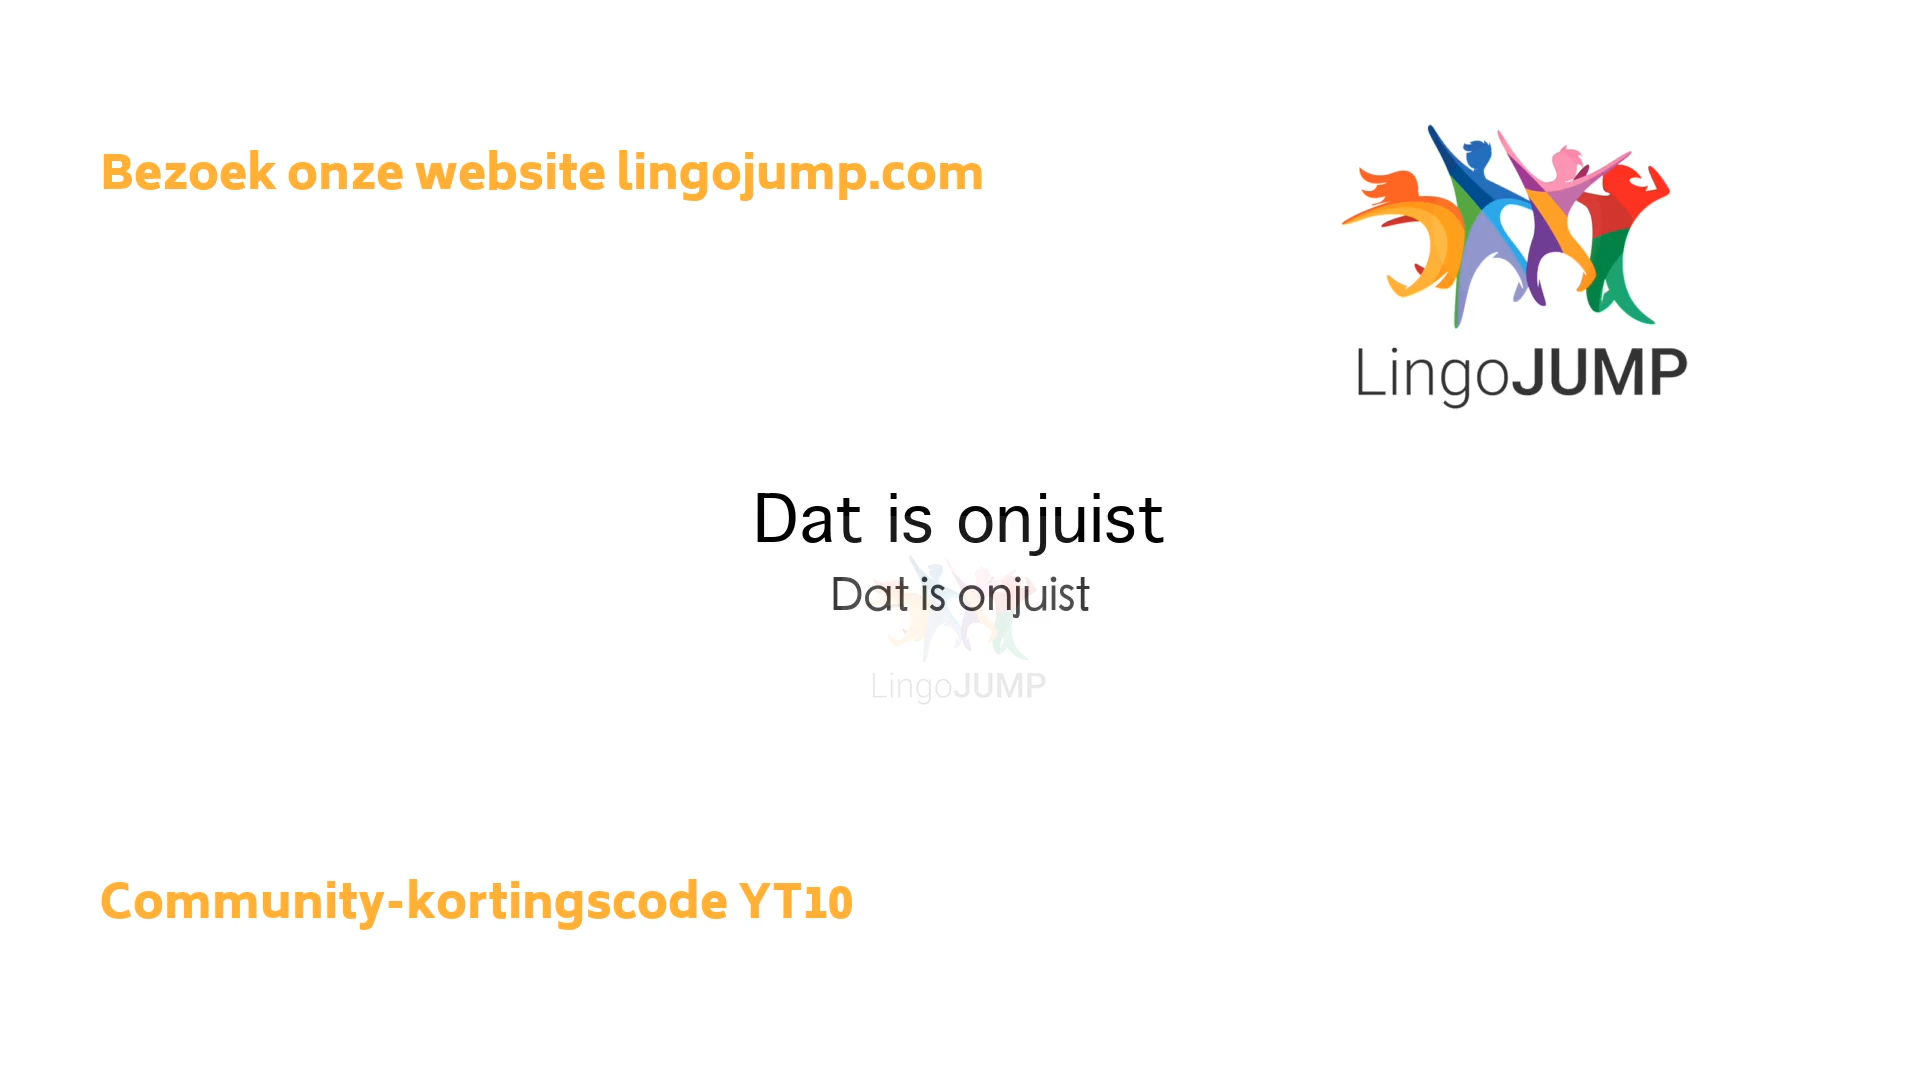 Bezoek onze website lingojump.com
LingoJUMP
Dat is onjuist
Dat is onjuist
LingoJUMP
Community-kortingscode YT10